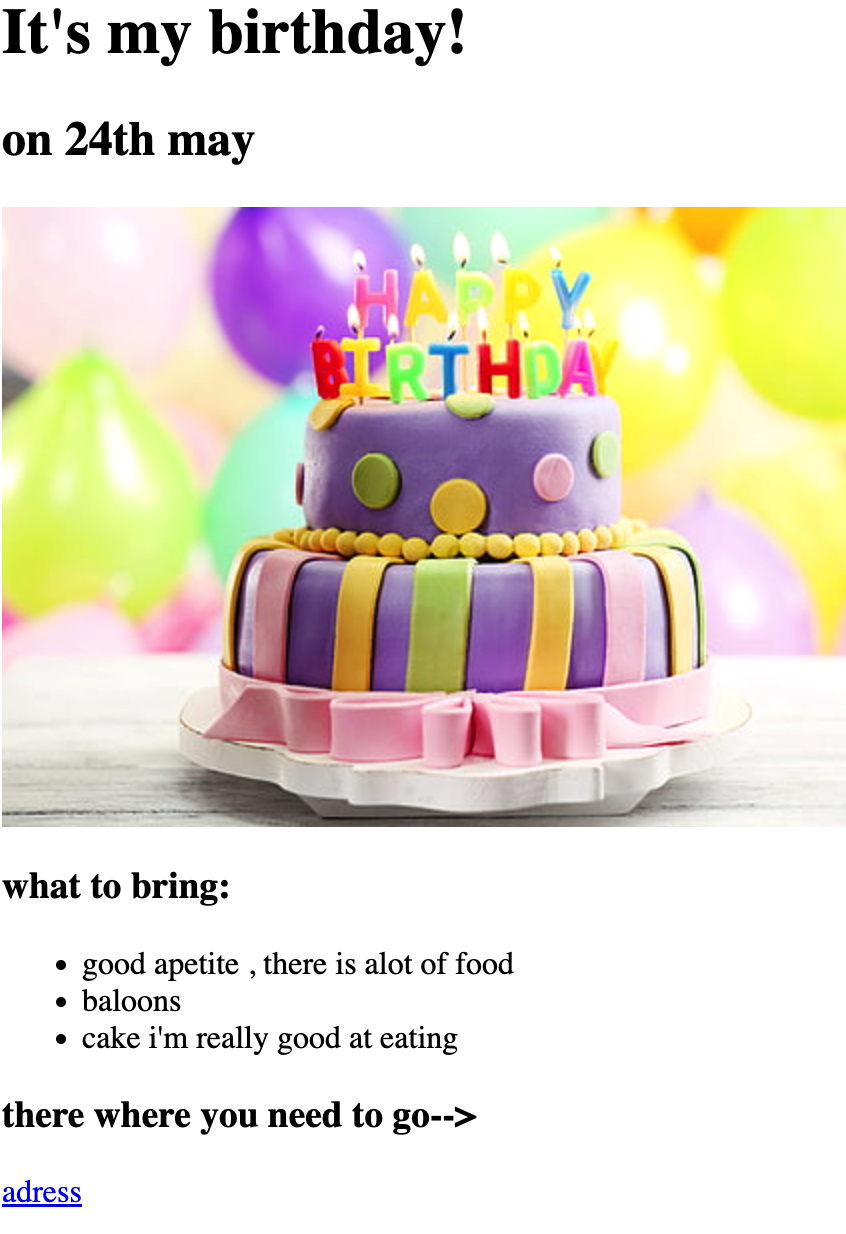 It's my birthday!
on 24th may
HAPPY
BIRTHDAY
what to bring:
good apetite , there is alot of food
baloons
cake i'm really good at eating
there where you need to go-->
adress